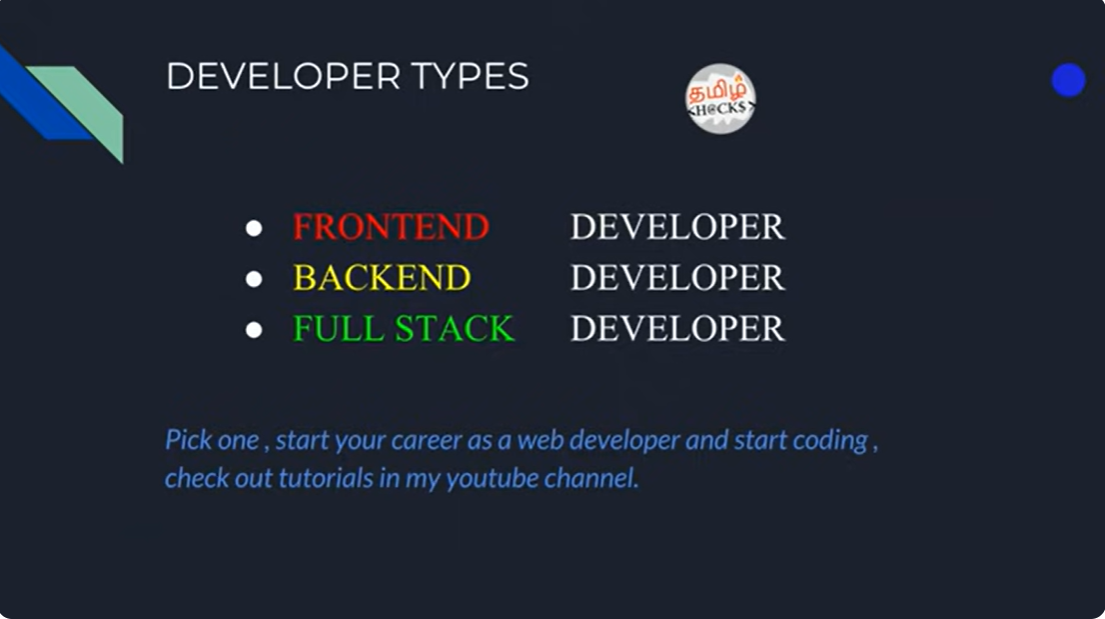 DEVELOPER TYPES
தமிழ்
<H@CK$>
FRONTEND DEVELOPER
BACKEND DEVELOPER
FULL STACK DEVELOPER
Pick one , start your career as a web developer and start coding ,
check out tutorials in my youtube channel.